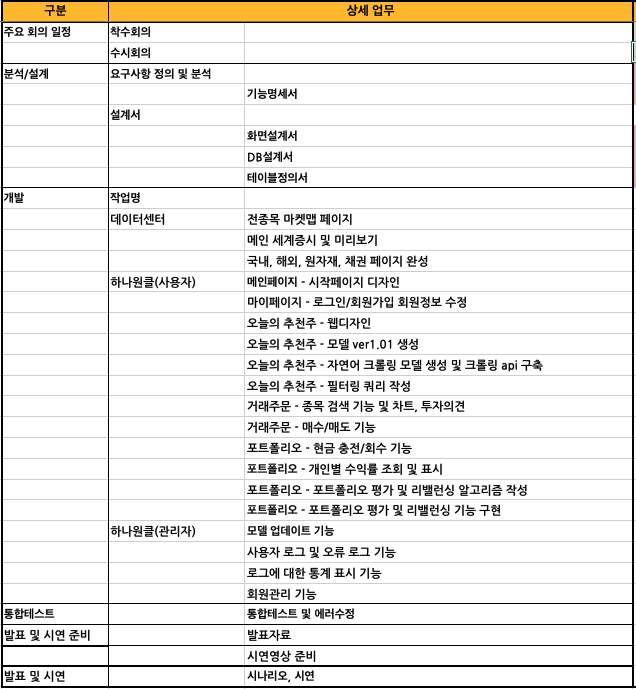 구분 상세 업무
주요 회의 일정 착수회의
수시회의
분석/설계 요구사항 정의 및 분석
기능명세서
설계서
화면설계서
DB설계서
테이블정의서
개발 작업명
데이터센터 전종목 마켓맵 페이지
메인 세계증시 및 미리보기
국내, 해외, 원자재, 채권 페이지 완성
하나원클(사용자) 메인페이지 - 시작페이지 디자인
마이페이지 - 로그인/회원가입 회원정보 수정
오늘의 추천주 - 웹디자인
오늘의 추천주 - 모델 ver1.01 생성
오늘의 추천주 - 자연어 크롤링 모델 생성 및 크롤링 api 구축
오늘의 추천주 - 필터링 쿼리 작성
거래주문 - 종목 검색 기능 및 차트, 투자의견
거래주문 - 매수/매도 기능
포트폴리오 - 현금 충전/회수 기능
포트폴리오 - 개인별 수익률 조회 및 표시
포트폴리오 - 포트폴리오 평가 및 리밸런싱 알고리즘 작성
포트폴리오 - 포트폴리오 평가 및 리밸런싱 기능 구현
하나원클(관리자) 모델 업데이트 기능
사용자 로그 및 오류 로그 기능
로그에 대한 통계 표시 기능
회원관리 기능
통합테스트 통합테스트 및 에러수정
발표 및 시연 준비 발표자료
시연영상 준비
발표 및 시연 시나리오, 시연